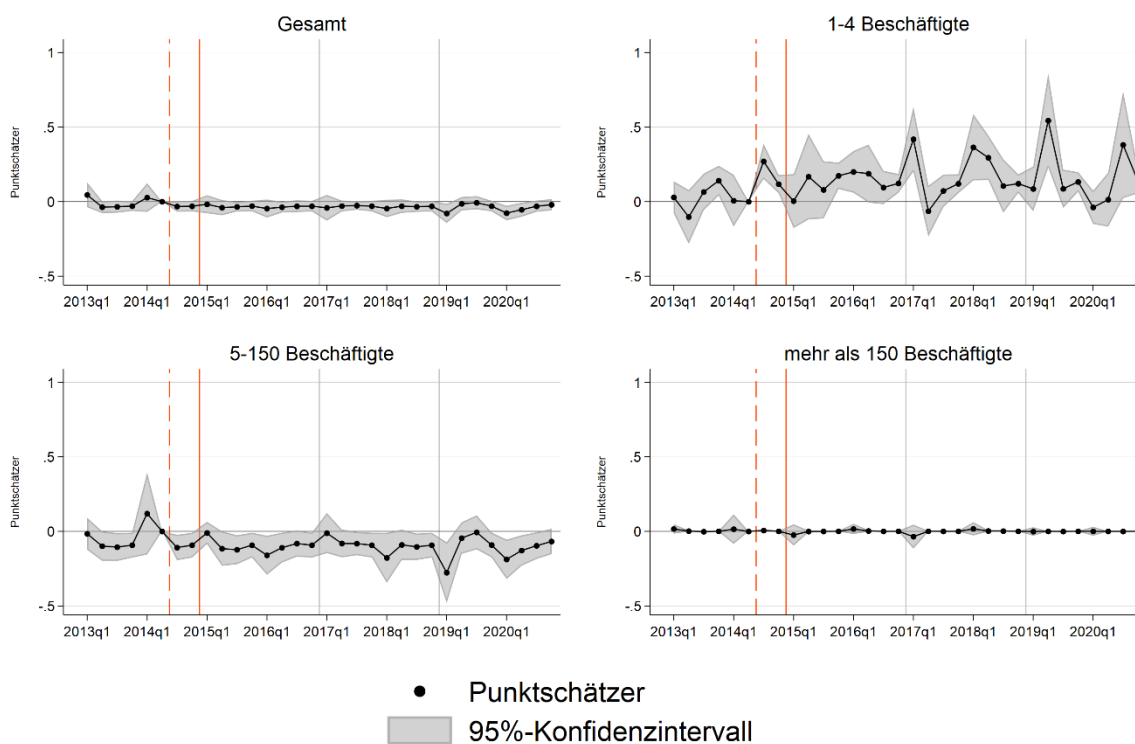 Gesamt
Punktschätzer
1
.5
0
-.5
2013q1 2014q1 2015q1 2016q1 2017q1 2018q1 2019q1 2020q1
1-4 Beschäftigte
Punktschätzer
1
.5
0
-.5
2013q1 2014q1 2015q1 2016q1 2017q1 2018q1 2019q1 2020q1
5-150 Beschäftigte
Punktschätzer
1
.5
0
-.5
2013q1 2014q1 2015q1 2016q1 2017q1 2018q1 2019q1 2020q1
mehr als 150 Beschäftigte
Punktschätzer
1
.5
0
-.5
2013q1 2014q1 2015q1 2016q1 2017q1 2018q1 2019q1 2020q1
Punktschätzer
95%-Konfidenzintervall